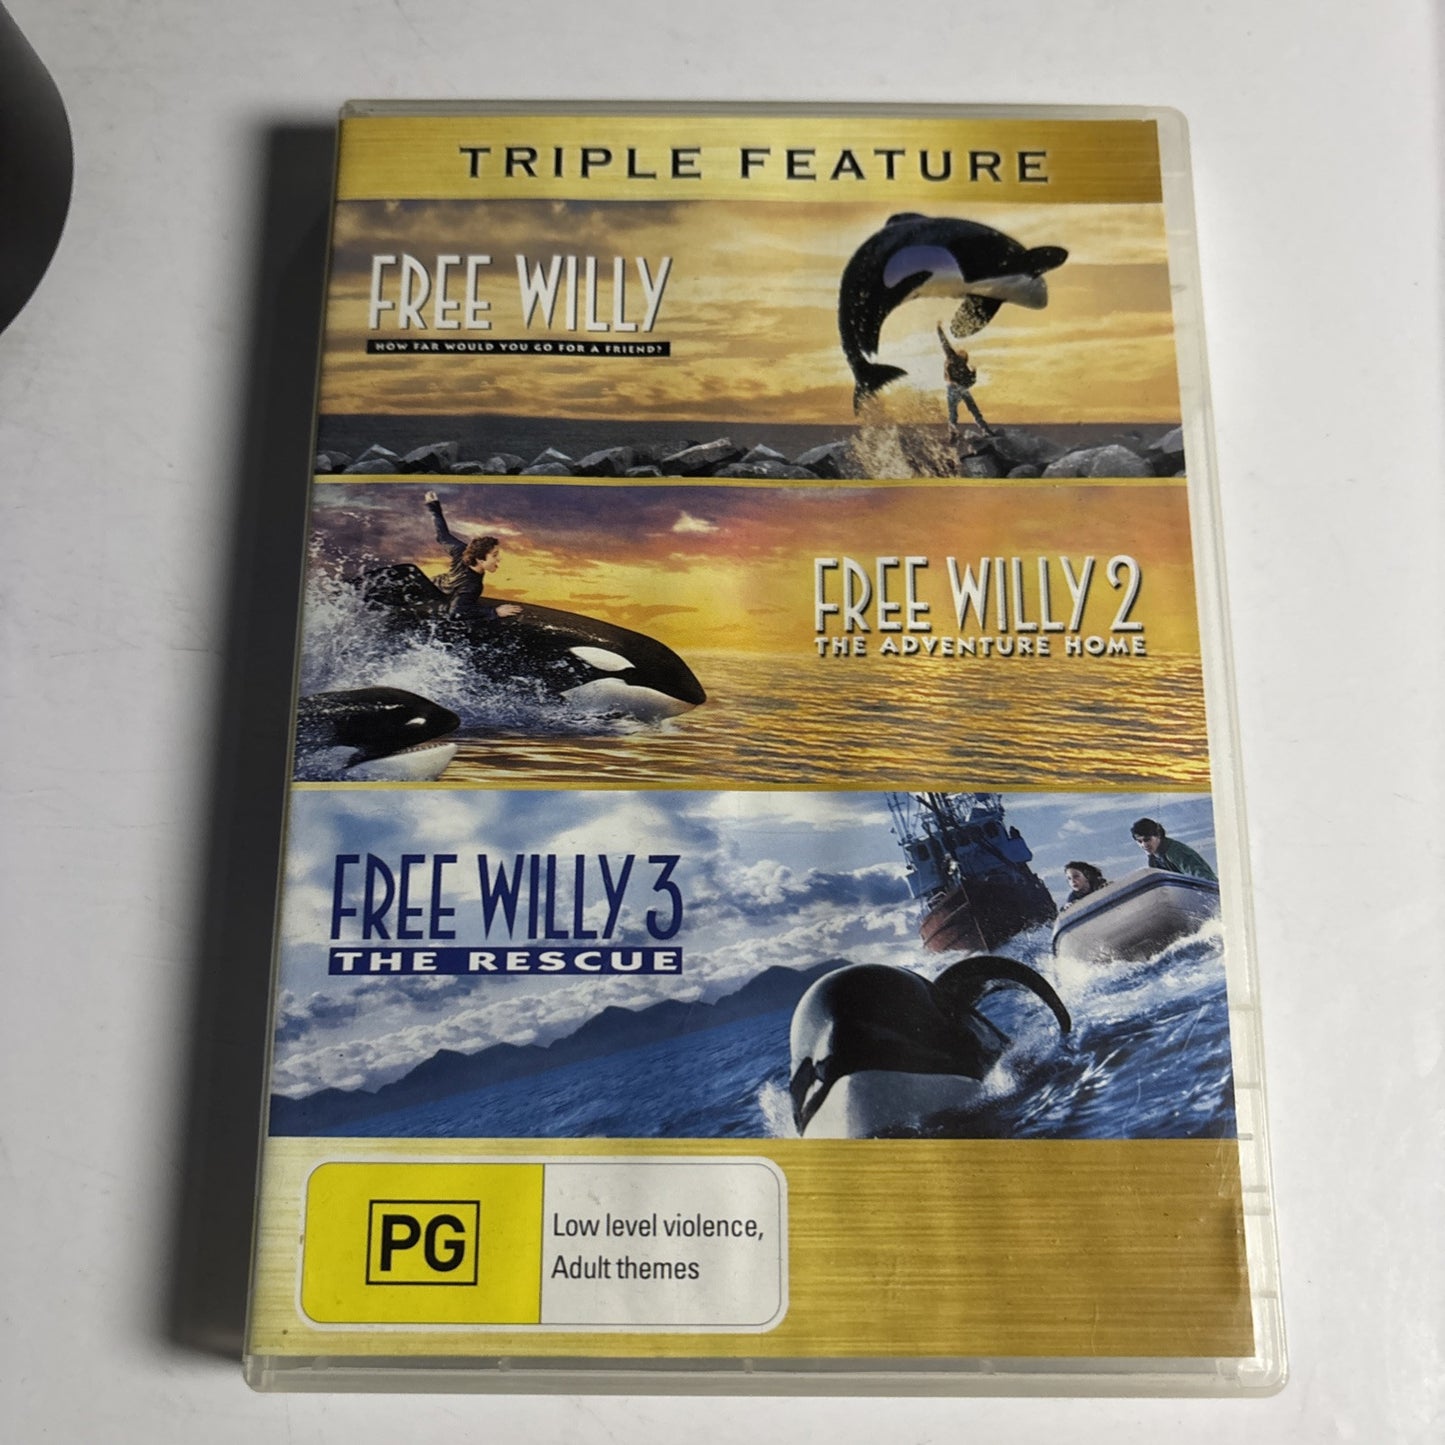 TRIPLE FEATURE
FREE WILLY
HOW FAR WOULD YOU GO FOR A FRIEND?
FREE WILLY 2
THE ADVENTURE HOME
FREE WILLY 3
THE RESCUE
PG
Low level violence,
Adult themes